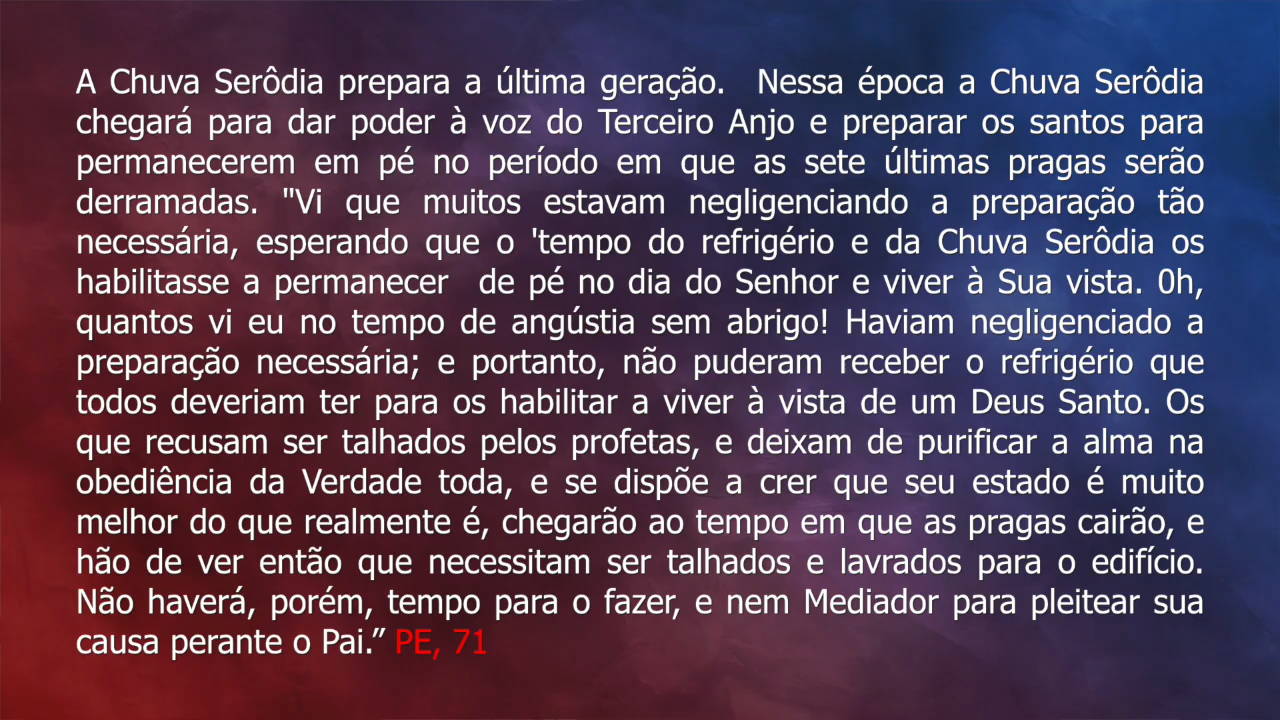 A Chuva Serôdia prepara a última geração.  Nessa época a Chuva Serôdia
chegará para dar poder à voz do Terceiro Anjo e preparar os santos para
permanecerem em pé no período em que as sete últimas pragas serão
derramadas. "Vi que muitos estavam negligenciando a preparação tão
necessária, esperando que o 'tempo do refrigério e da Chuva Serôdia os
habilitasse a permanecer  de pé no dia do Senhor e viver à Sua vista. 0h,
quantos vi eu no tempo de angústia sem abrigo! Haviam negligenciado a
preparação necessária; e portanto, não puderam receber o refrigério que
todos deveriam ter para os habilitar a viver à vista de um Deus Santo. Os
que recusam ser talhados pelos profetas, e deixam de purificar a alma na
obediência da Verdade toda, e se dispõe a crer que seu estado é muito
melhor do que realmente é, chegarão ao tempo em que as pragas cairão, e
hão de ver então que necessitam ser talhados e lavrados para o edifício.
Não haverá, porém, tempo para o fazer, e nem Mediador para pleitear sua
causa perante o Pai.” PE, 71